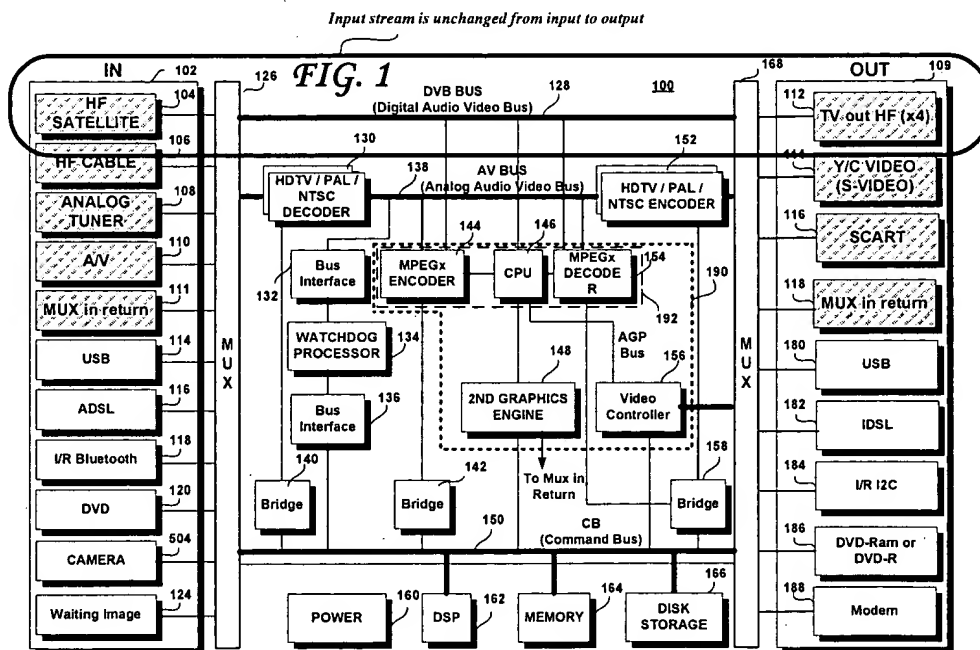 Input stream is unchanged from input to output
FIG. 1
IN
102
126
168
OUT
109
DVB BUS
(Digital Audio Video Bus)
128
100
HF
SATELLITE
104
HF CABLE
106
ANALOG
TUNER
108
A/V
110
MUX in return
111
USB
114
ADSL
116
I/R Bluetooth
118
DVD
120
CAMERA
504
Waiting Image
124
MUX
130
HDTV / PAL /
NTSC
DECODER
138
AV BUS
(Analog Audio Video Bus)
152
HDTV / PAL /
NTSC ENCODER
132
Bus
Interface
144
MPEGx
ENCODER
146
CPU
MPEGx
DECODE
R
154
190
192
WATCHDOG
PROCESSOR
134
AGP
Bus
148
156
Bus
Interface
136
2ND GRAPHICS
ENGINE
Video
Controller
To Mux in
Return
140
Bridge
142
Bridge
158
Bridge
150
CB
(Command Bus)
POWER
160
DSP
162
MEMORY
164
DISK
STORAGE
166
MUX
112
TV out HF (x4)
114
Y/C VIDEO
(S-VIDEO)
116
SCART
118
MUX in return
180
USB
182
IDSL
184
I/R I2C
186
DVD-Ram or
DVD-R
188
Modem